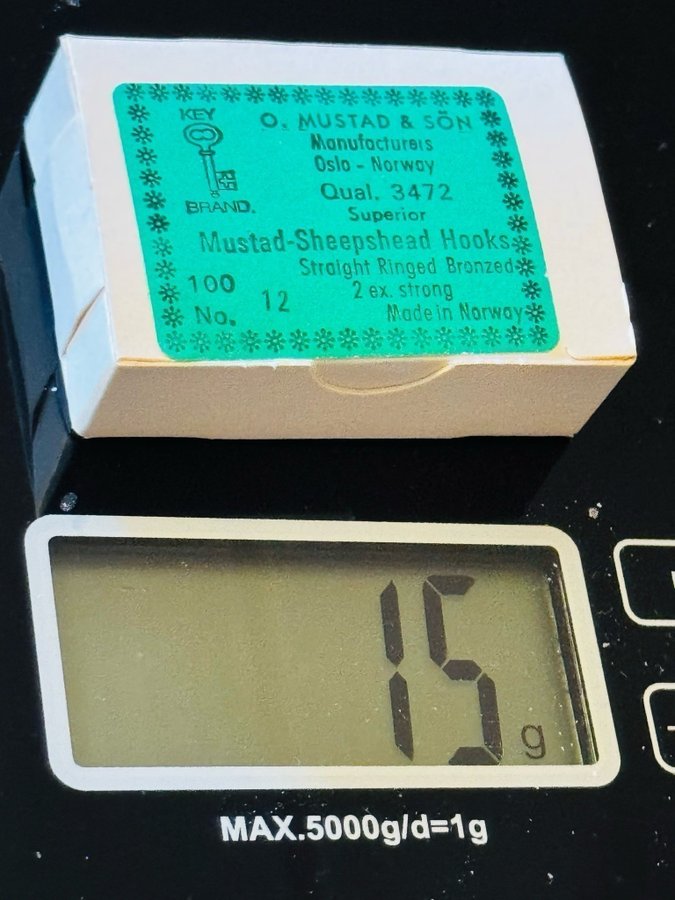 KEY
BRAND.
O. MUSTAD & SÖN
Manufacturers
Oslo - Norway
Qual. 3472
Superior
Mustad-Sheepshead Hooks
Straight Ringed Bronzed
100 2 ex. strong
No. 12 Made in Norway
15 g
MAX.5000g/d=1g